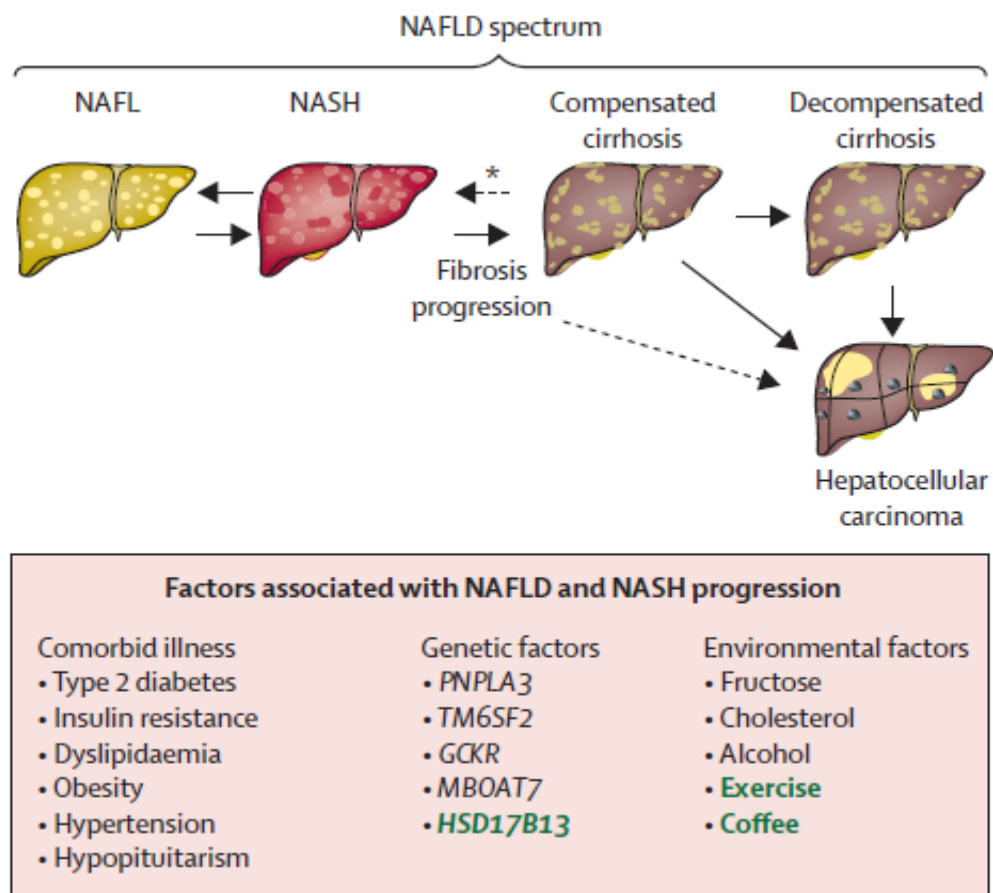 NAFLD spectrum
NAFL
NASH
Compensated
cirrhosis
Decompensated
cirrhosis
*
Fibrosis
progression
Hepatocellular
carcinoma
Factors associated with NAFLD and NASH progression
Comorbid illness
• Type 2 diabetes
• Insulin resistance
• Dyslipidaemia
• Obesity
• Hypertension
• Hypopituitarism
Genetic factors
• PNPLA3
• TM6SF2
• GCKR
• MBOAT7
• HSD17B13
Environmental factors
• Fructose
• Cholesterol
• Alcohol
• Exercise
• Coffee